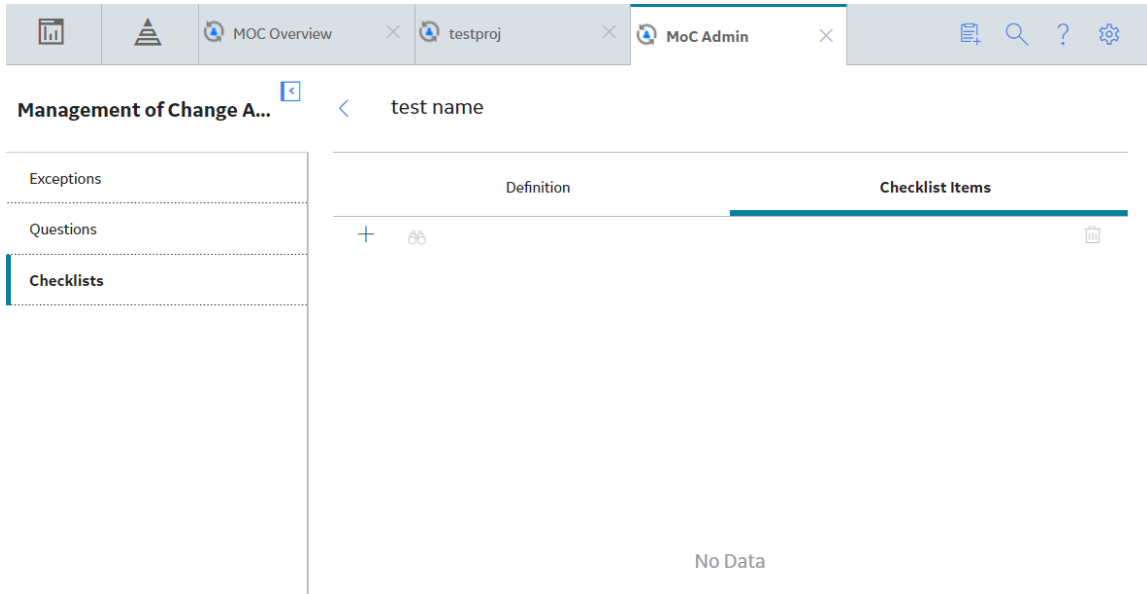 MOC Overview
testproj
MoC Admin
Management of Change A...
test name
Exceptions
Questions
Checklists
Definition
Checklist Items
No Data